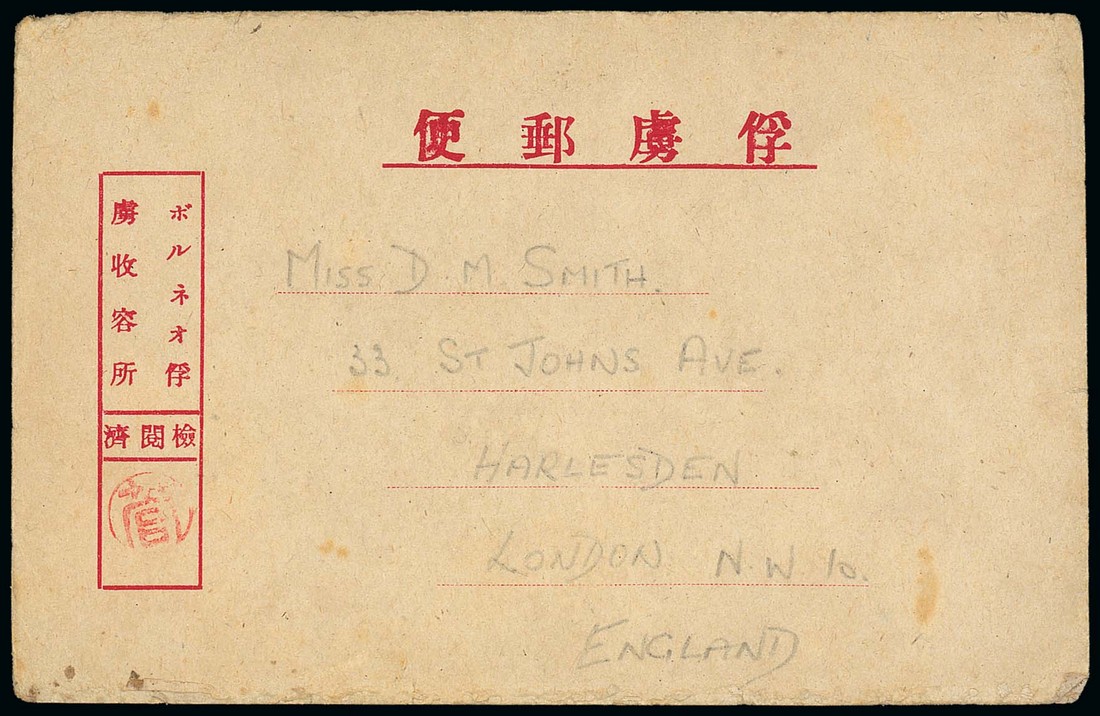 俘虜郵便
ボルネオ俘
虜收容所
檢閲濟
菅
MISS D. M. SMITH.
33. ST JOHNS AVE.
HARLESDEN
LONDON N.W. 10.
ENGLAND